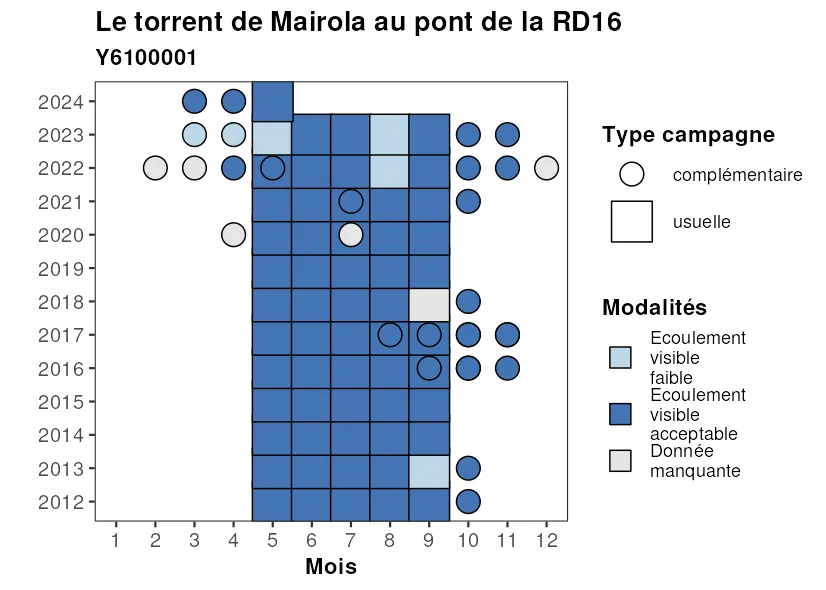 Le torrent de Mairola au pont de la RD16
Y6100001
2024
2023
2022
2021
2020
2019
2018
2017
2016
2015
2014
2013
2012
1 2 3 4 5 6 7 8 9 10 11 12
Mois
Type campagne
complémentaire
usuelle
Modalités
Ecoulement
visible
faible
Ecoulement
visible
acceptable
Donnée
manquante